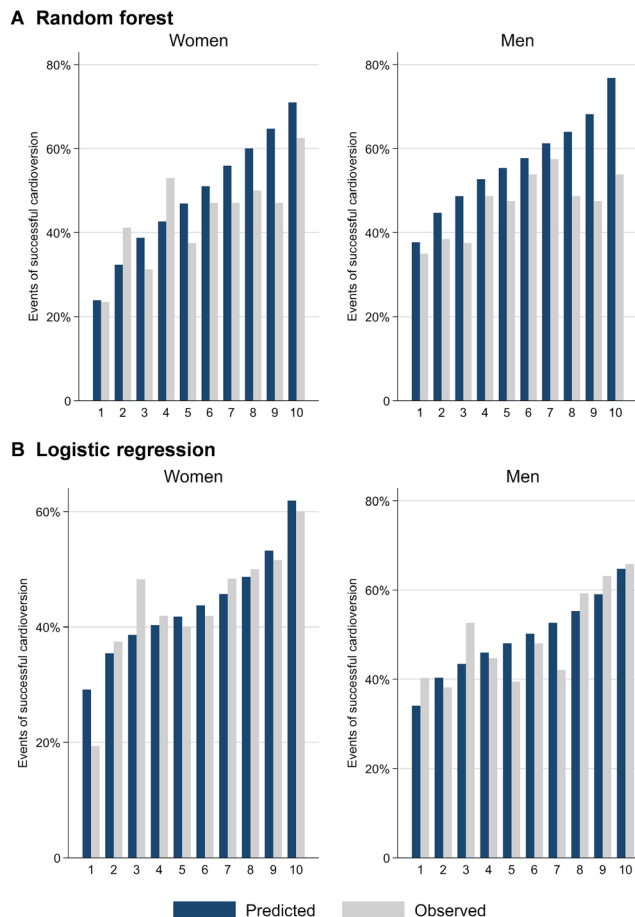 A Random forest
Women
Men
Events of successful cardioversion
80%
60%
40%
20%
0
1 2 3 4 5 6 7 8 9 10
Events of successful cardioversion
80%
60%
40%
20%
0
1 2 3 4 5 6 7 8 9 10
B Logistic regression
Women
Men
Events of successful cardioversion
60%
40%
20%
0
1 2 3 4 5 6 7 8 9 10
Events of successful cardioversion
80%
60%
40%
20%
0
1 2 3 4 5 6 7 8 9 10
Predicted Observed